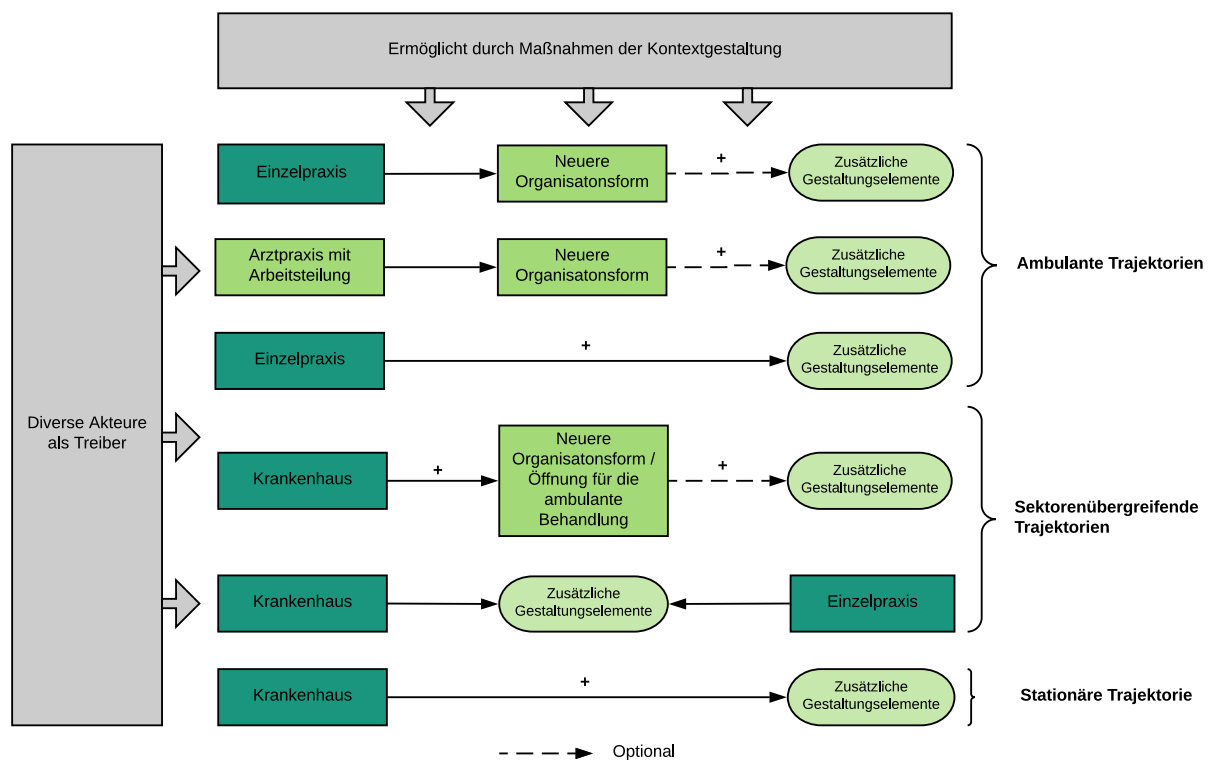 Ermöglicht durch Maßnahmen der Kontextgestaltung
Diverse Akteure
als Treiber
Einzelpraxis
Neuere
Organisatonsform
+
Zusätzliche
Gestaltungselemente
Arztpraxis mit
Arbeitsteilung
Neuere
Organisatonsform
+
Zusätzliche
Gestaltungselemente
Einzelpraxis
+
Zusätzliche
Gestaltungselemente
Ambulante Trajektorien
Krankenhaus
+
Neuere
Organisatonsform /
Öffnung für die
ambulante
Behandlung
+
Zusätzliche
Gestaltungselemente
Krankenhaus
Zusätzliche
Gestaltungselemente
Einzelpraxis
Sektorenübergreifende
Trajektorien
Krankenhaus
+
Zusätzliche
Gestaltungselemente
Stationäre Trajektorie
Optional